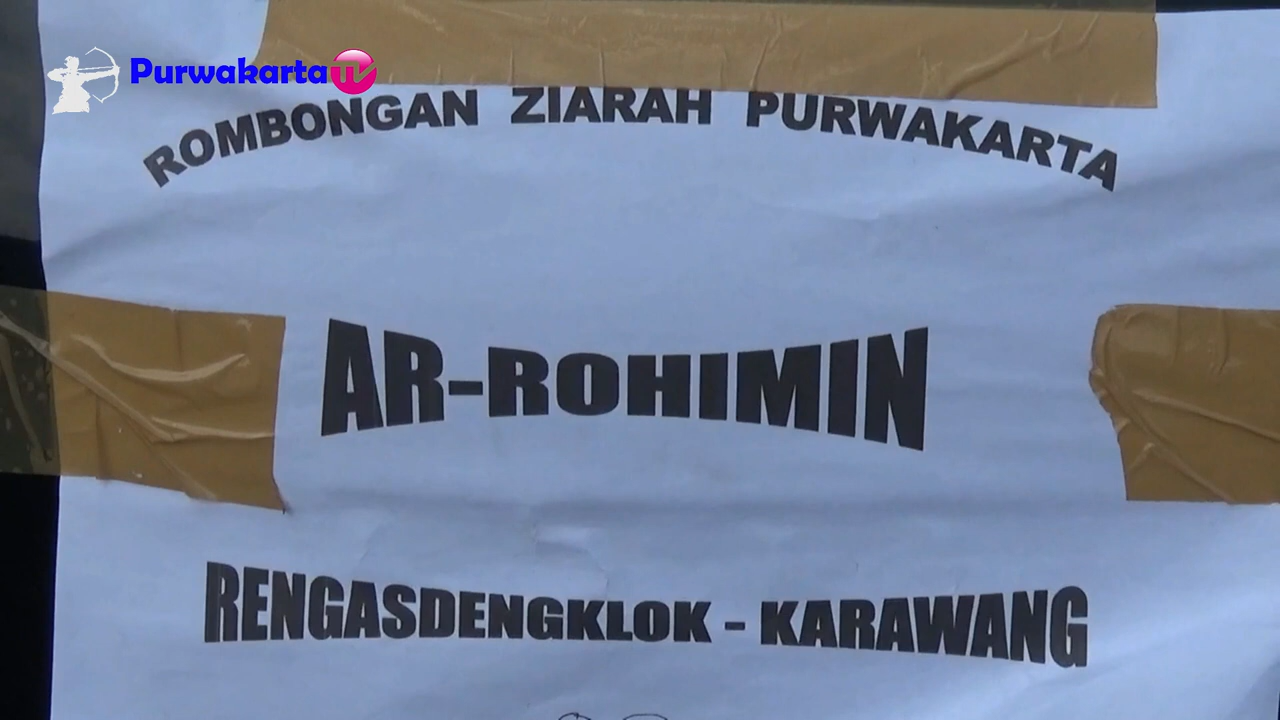 PurwakartaTV
ROMBONGAN ZIARAH PURWAKARTA
AR-ROHIMIN
RENGASDENGKLOK - KARAWANG